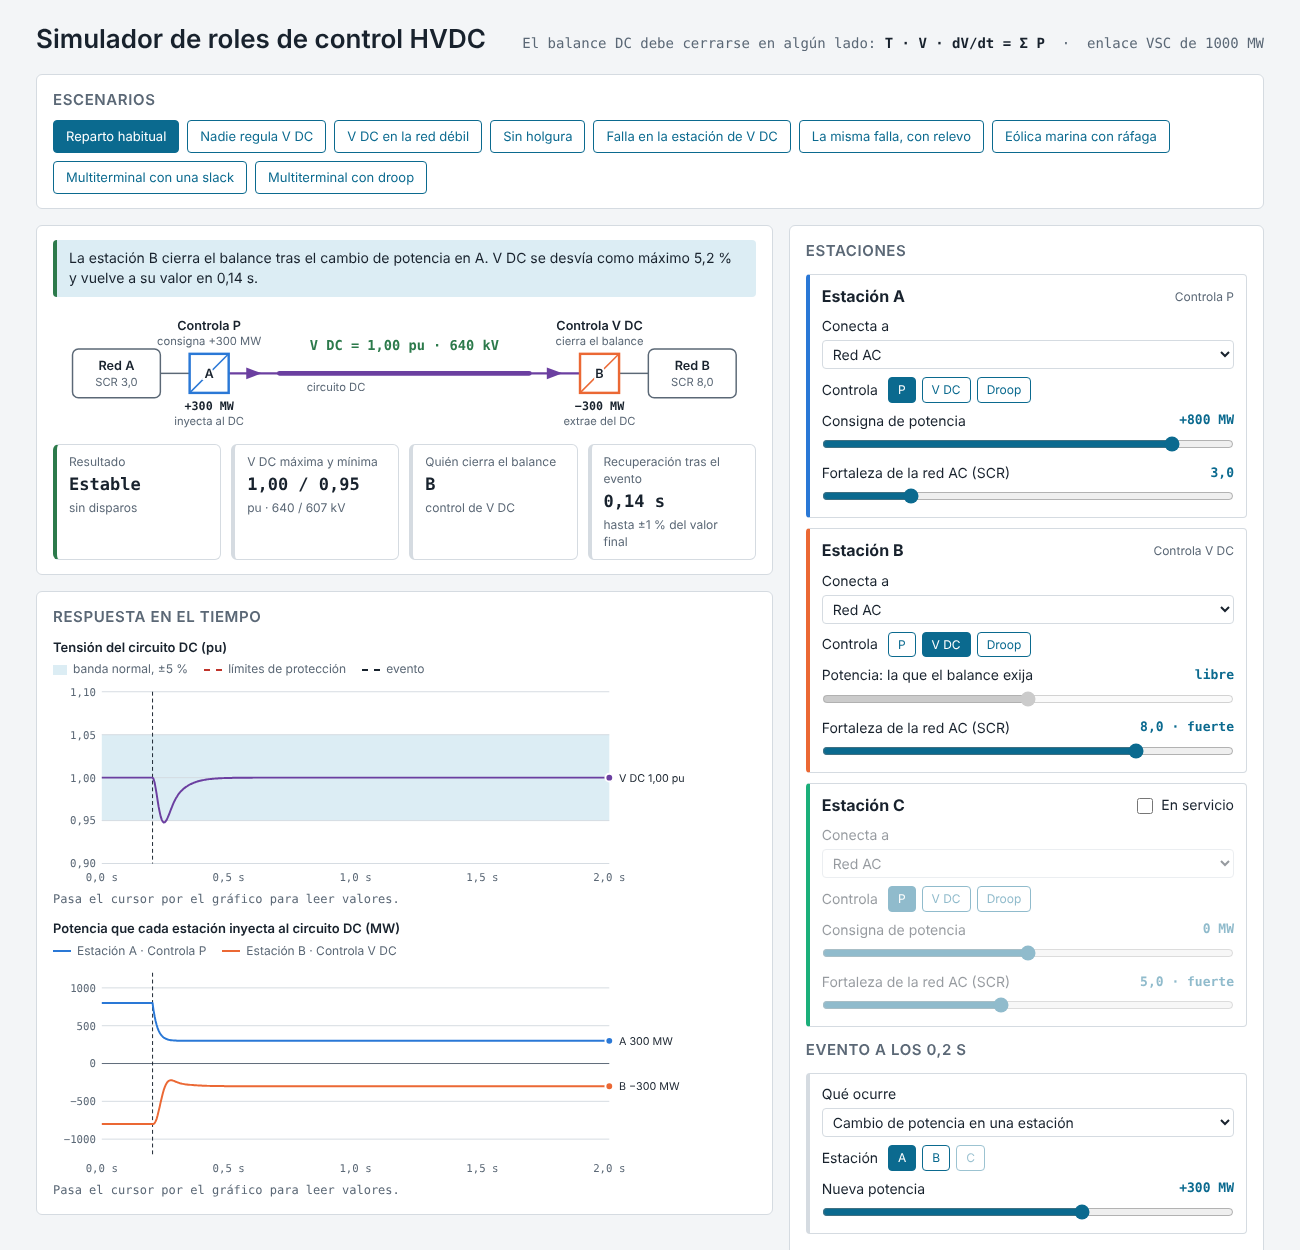 Simulador de roles de control HVDC
El balance DC debe cerrarse en algún lado: T · V · dV/dt = Σ P · enlace VSC de 1000 MW
ESCENARIOS
Reparto habitual
Nadie regula V DC
V DC en la red débil
Sin holgura
Falla en la estación de V DC
La misma falla, con relevo
Eólica marina con ráfaga
Multiterminal con una slack
Multiterminal con droop
La estación B cierra el balance tras el cambio de potencia en A. V DC se desvía como máximo 5,2 %
y vuelve a su valor en 0,14 s.
Controla P
consigna +300 MW
Controla V DC
cierra el balance
V DC = 1,00 pu · 640 kV
Red A
SCR 3,0
A
circuito DC
B
Red B
SCR 8,0
+300 MW
inyecta al DC
−300 MW
extrae del DC
Resultado
Estable
sin disparos
V DC máxima y mínima
1,00 / 0,95
pu · 640 / 607 kV
Quién cierra el balance
B
control de V DC
Recuperación tras el
evento
0,14 s
hasta ±1 % del valor
final
RESPUESTA EN EL TIEMPO
Tensión del circuito DC (pu)
banda normal, ±5 %
límites de protección
evento
1,10
1,05
1,00
0,95
0,90
V DC 1,00 pu
0,0 s
0,5 s
1,0 s
1,5 s
2,0 s
Pasa el cursor por el gráfico para leer valores.
Potencia que cada estación inyecta al circuito DC (MW)
Estación A · Controla P
Estación B · Controla V DC
1000
500
0
−500
−1000
A 300 MW
B −300 MW
0,0 s
0,5 s
1,0 s
1,5 s
2,0 s
Pasa el cursor por el gráfico para leer valores.
ESTACIONES
Estación A
Controla P
Conecta a
Red AC
Controla
P
V DC
Droop
Consigna de potencia
+800 MW
Fortaleza de la red AC (SCR)
3,0
Estación B
Controla V DC
Conecta a
Red AC
Controla
P
V DC
Droop
Potencia: la que el balance exija
libre
Fortaleza de la red AC (SCR)
8,0 · fuerte
Estación C
En servicio
Conecta a
Red AC
Controla
P
V DC
Droop
Consigna de potencia
0 MW
Fortaleza de la red AC (SCR)
5,0 · fuerte
EVENTO A LOS 0,2 S
Qué ocurre
Cambio de potencia en una estación
Estación
A
B
C
Nueva potencia
+300 MW